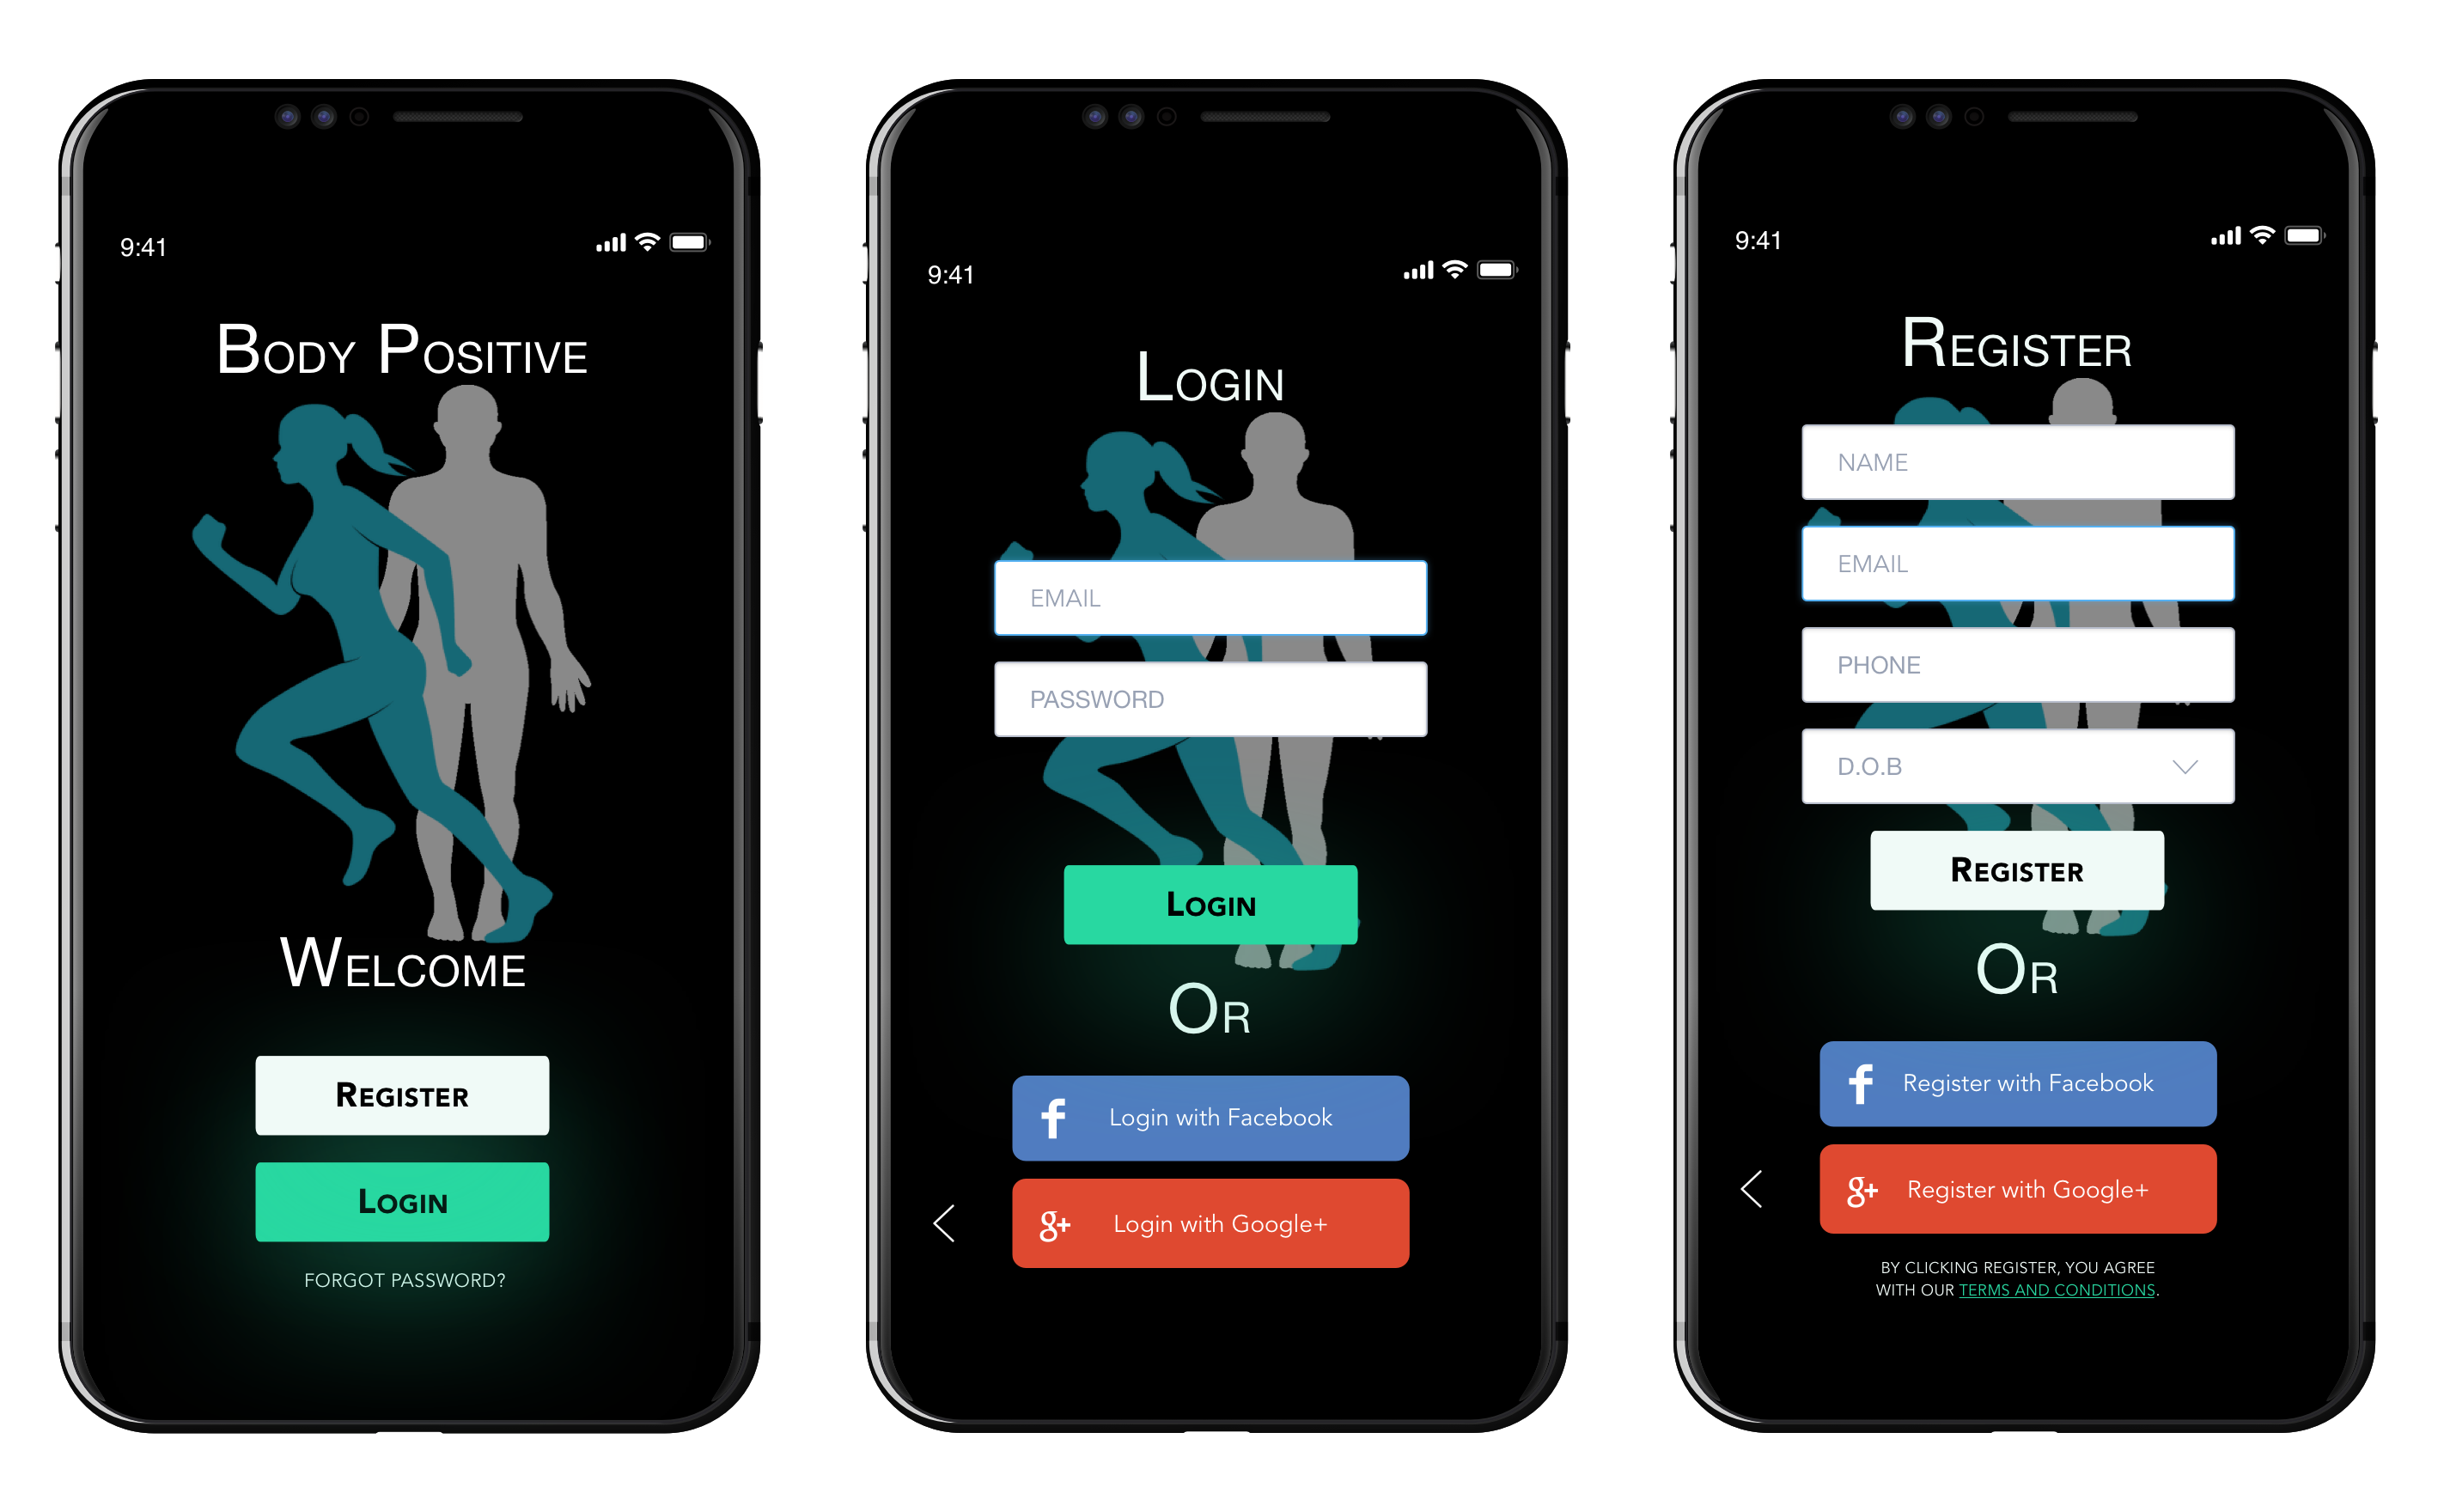 9:41
Body Positive
Welcome
Register
Login
FORGOT PASSWORD?
9:41
Login
EMAIL
PASSWORD
Login
Or
f Login with Facebook
g+ Login with Google+
9:41
Register
NAME
EMAIL
PHONE
D.O.B
Register
Or
f Register with Facebook
g+ Register with Google+
BY CLICKING REGISTER, YOU AGREE
WITH OUR TERMS AND CONDITIONS.